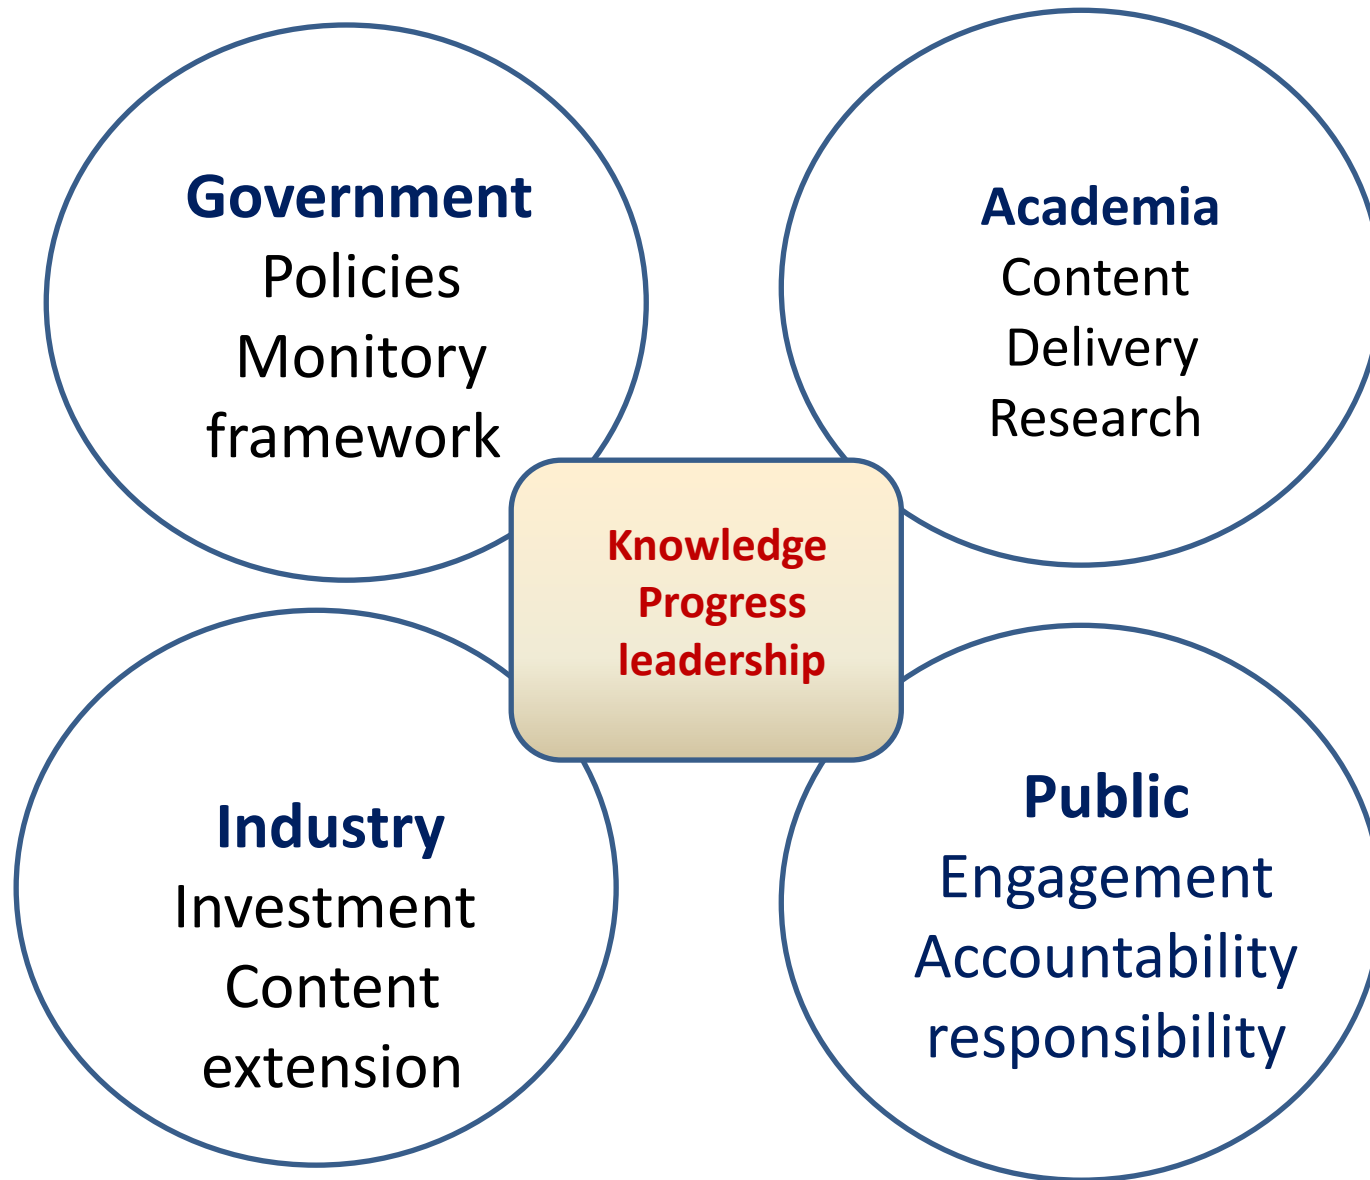 Government
Policies
Monitory
framework
Academia
Content
Delivery
Research
Knowledge
Progress
leadership
Industry
Investment
Content
extension
Public
Engagement
Accountability
responsibility